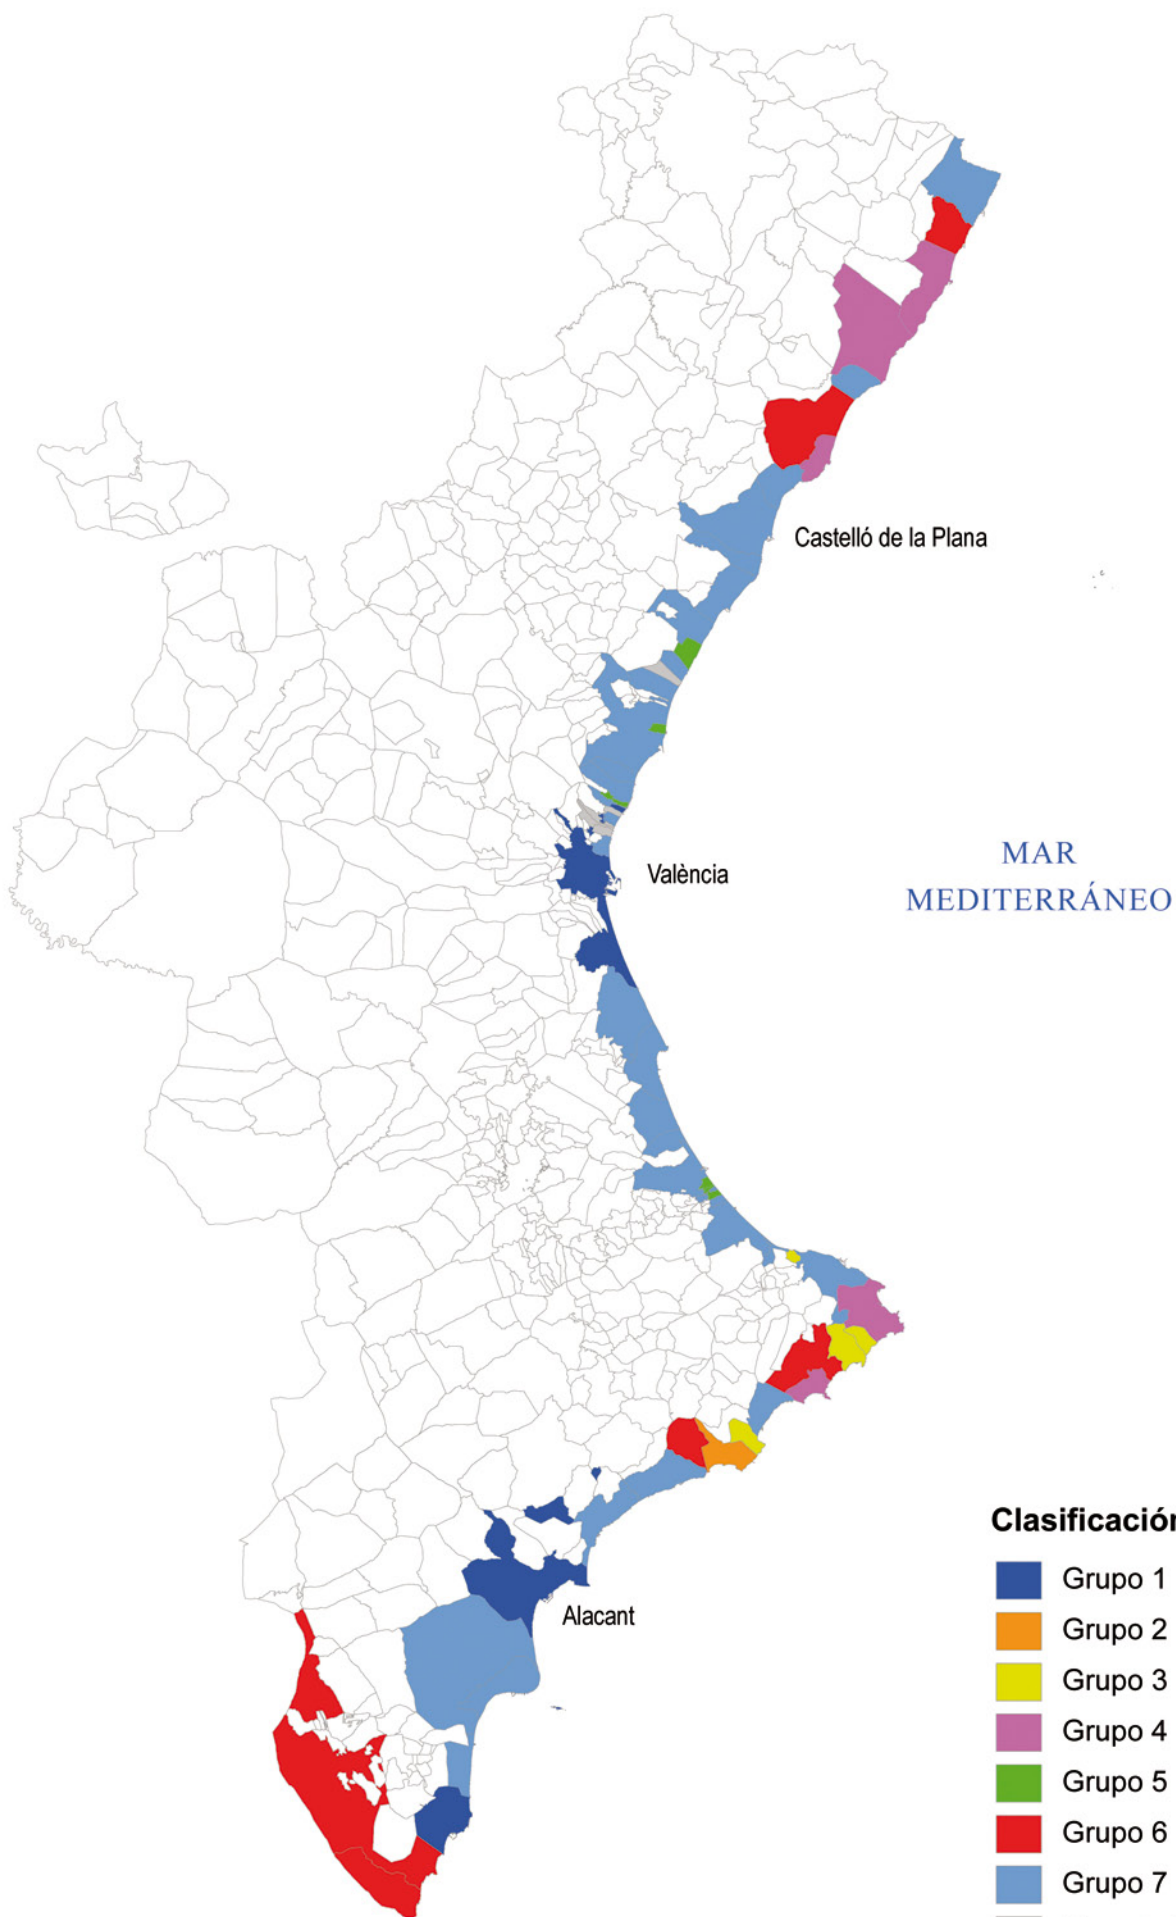 Castelló de la Plana
València
MAR
MEDITERRÁNEO
Alacant
Clasificación
Grupo 1
Grupo 2
Grupo 3
Grupo 4
Grupo 5
Grupo 6
Grupo 7